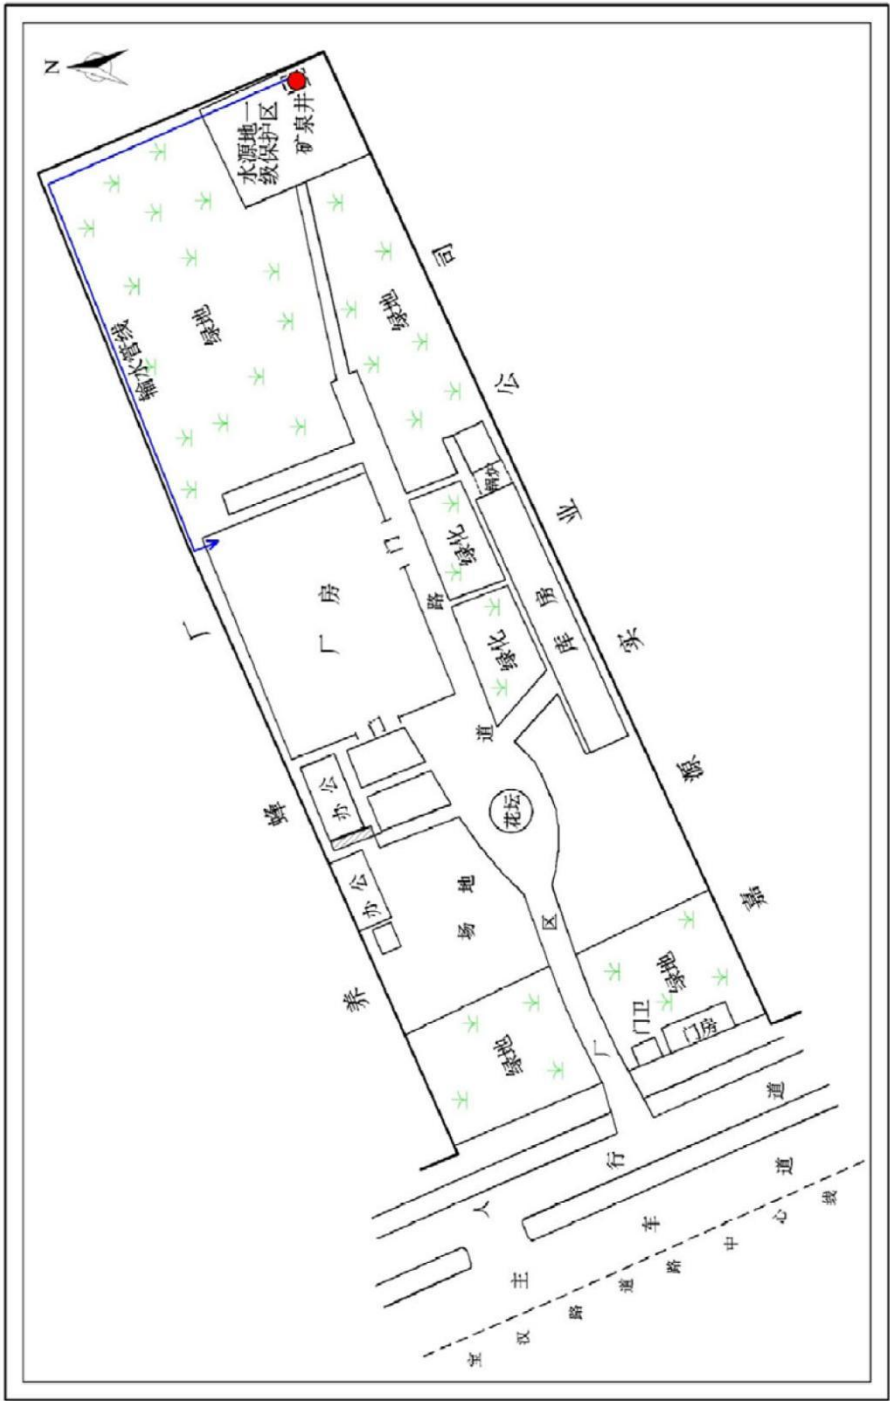 N
水源地一
级保护区
矿泉井
输水管线
绿地
绿地
养蜂厂
嘉源实业公司
厂房
门
门
锅炉
绿化
绿化
库房
办公
办公
花坛
场地
厂区道路
绿地
绿地
门卫
门房
人行道
主车道
宝汉路道路中心线